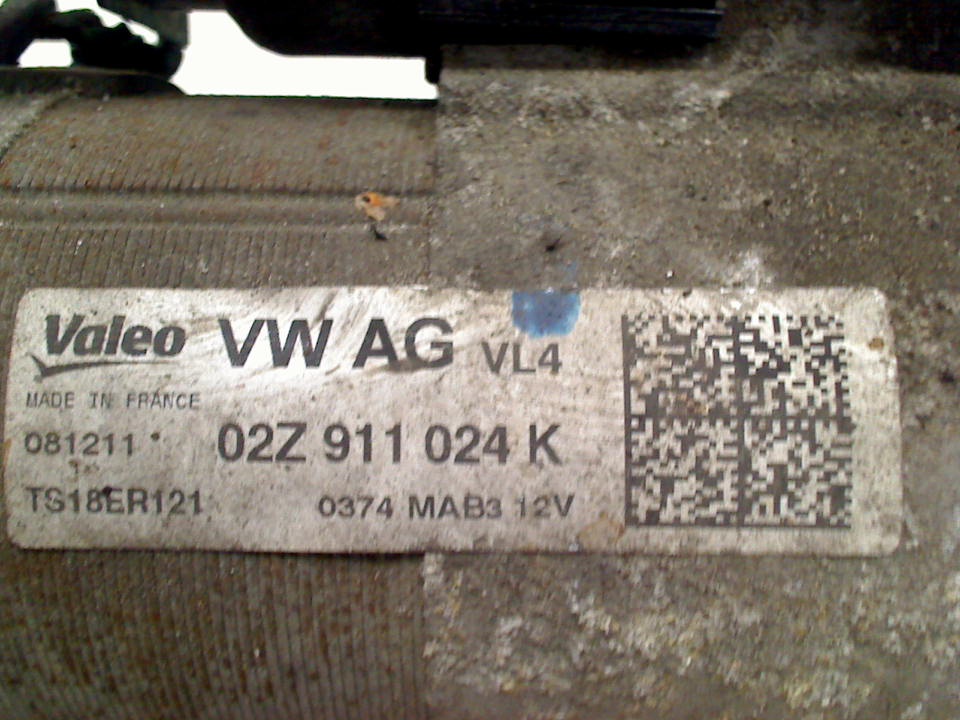 Valeo VW AG VL4
MADE IN FRANCE
081211 02Z 911 024 K
TS18ER121 0374 MAB3 12V